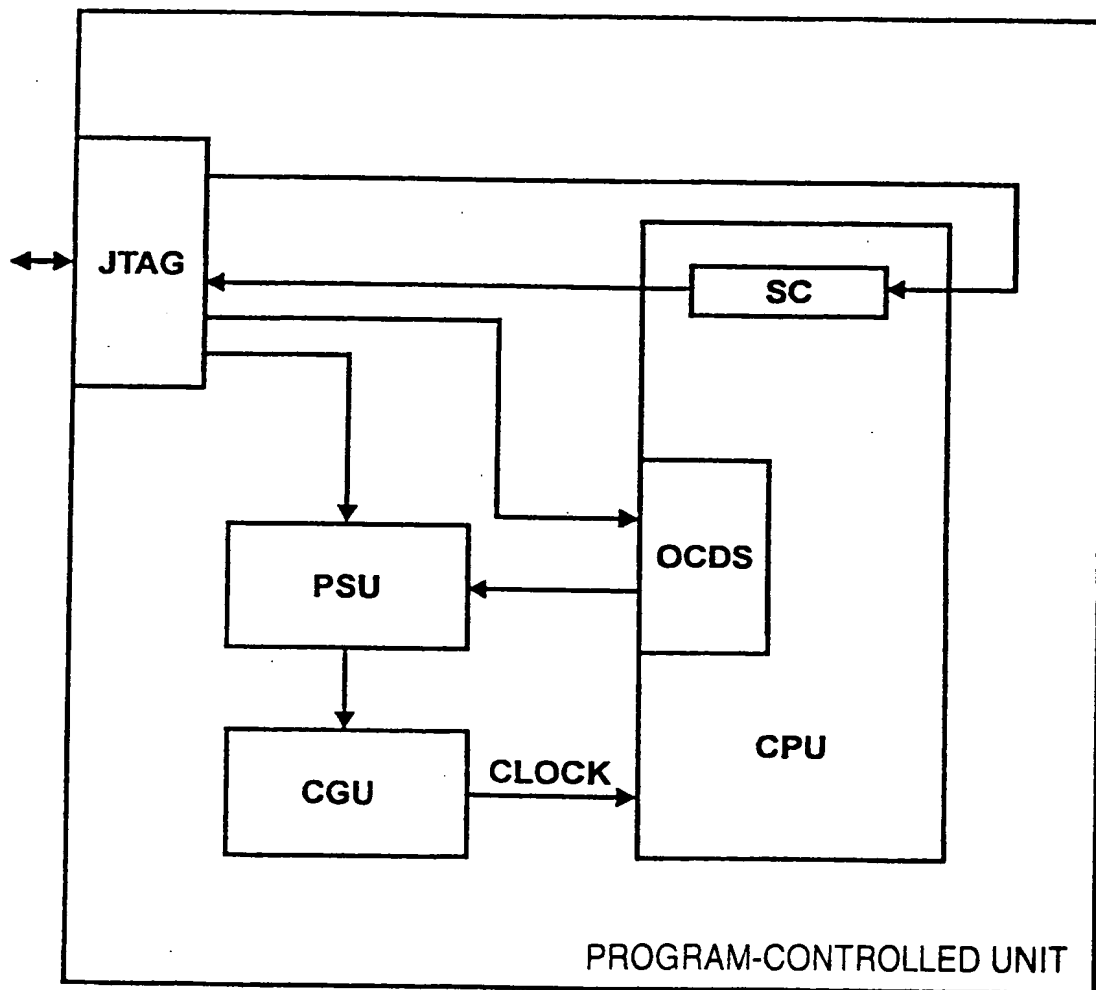 JTAG
SC
OCDS
PSU
CPU
CLOCK
CGU
PROGRAM-CONTROLLED UNIT